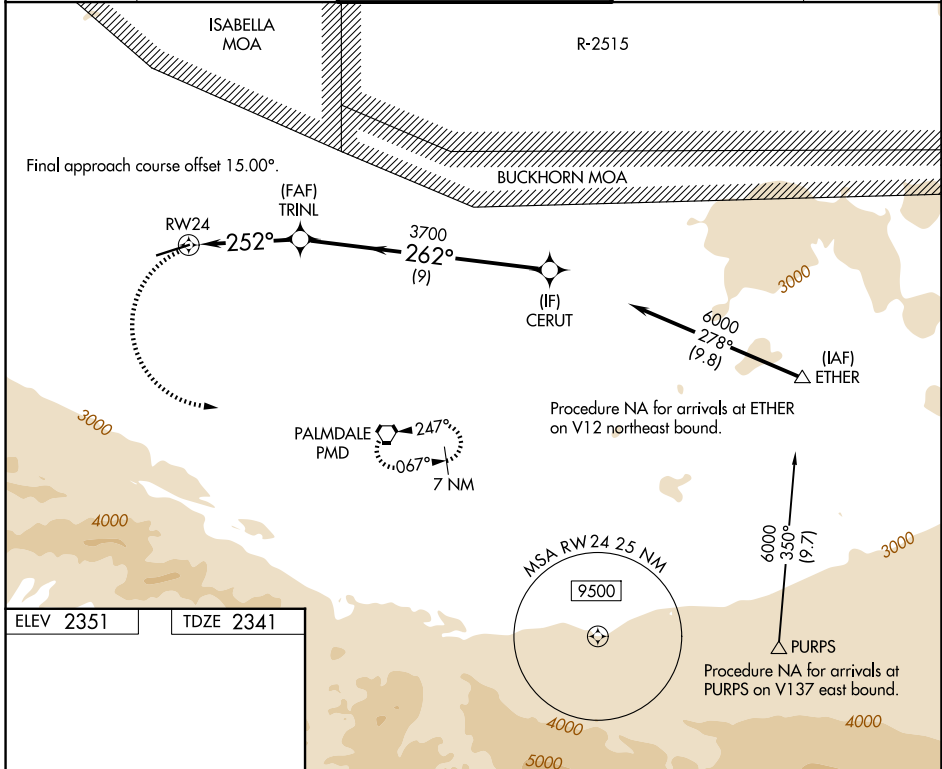 ISABELLA
MOA
R-2515
Final approach course offset 15.00°.
BUCKHORN MOA
(FAF)
TRINL
RW24
252°
3700
262°
(9)
(IF)
CERUT
3000
6000
278°
(9.8)
(IAF)
ETHER
Procedure NA for arrivals at ETHER
on V12 northeast bound.
3000
PALMDALE
PMD
247°
067°
7 NM
4000
6000
350°
(9.7)
3000
MSA RW24 25 NM
9500
ELEV 2351
TDZE 2341
PURPS
Procedure NA for arrivals at
PURPS on V137 east bound.
4000
4000
5000